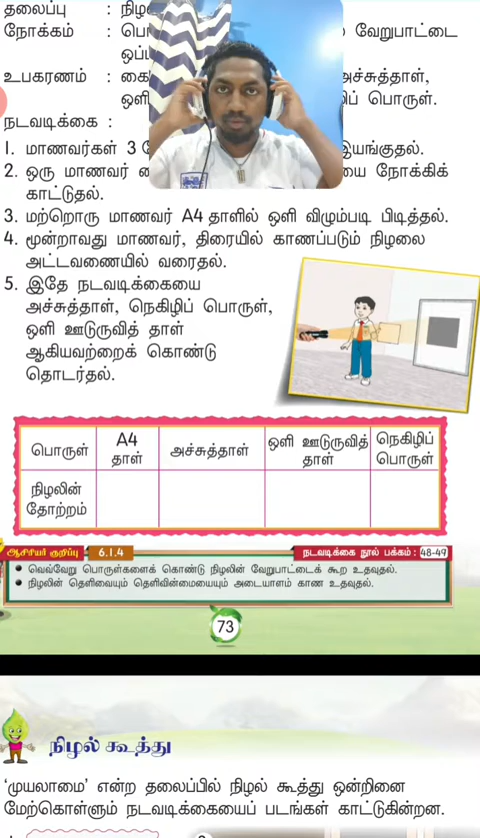 தலைப்பு :
நோக்கம் : வேறுபாட்டை
உபகரணம் : அச்சுத்தாள்,
பொருள்.
நடவடிக்கை :
1. மாணவர்கள் 3 இயங்குதல்.
2. ஒரு மாணவர் நோக்கிக்
காட்டுதல்.
3. மற்றொரு மாணவர் A4 தாளில் ஒளி விழும்படி பிடித்தல்.
4. மூன்றாவது மாணவர், திரையில் காணப்படும் நிழலை
அட்டவணையில் வரைதல்.
5. இதே நடவடிக்கையை
அச்சுத்தாள், நெகிழிப் பொருள்,
ஒளி ஊடுருவித் தாள்
ஆகியவற்றைக் கொண்டு
தொடர்தல்.
பொருள் A4 தாள் அச்சுத்தாள் ஒளி ஊடுருவித் தாள் நெகிழிப் பொருள்
நிழலின் தோற்றம்
ஆசிரியர் குறிப்பு 6.1.4 நடவடிக்கை நூல் பக்கம் : 48-49
வெவ்வேறு பொருள்களைக் கொண்டு நிழலின் வேறுபாட்டைக் கூற உதவுதல்.
நிழலின் தெளிவையும் தெளிவின்மையையும் அடையாளம் காண உதவுதல்.
73
நிழல் கூத்து
‘முயலாமை’ என்ற தலைப்பில் நிழல் கூத்து ஒன்றினை
மேற்கொள்ளும் நடவடிக்கையைப் படங்கள் காட்டுகின்றன.